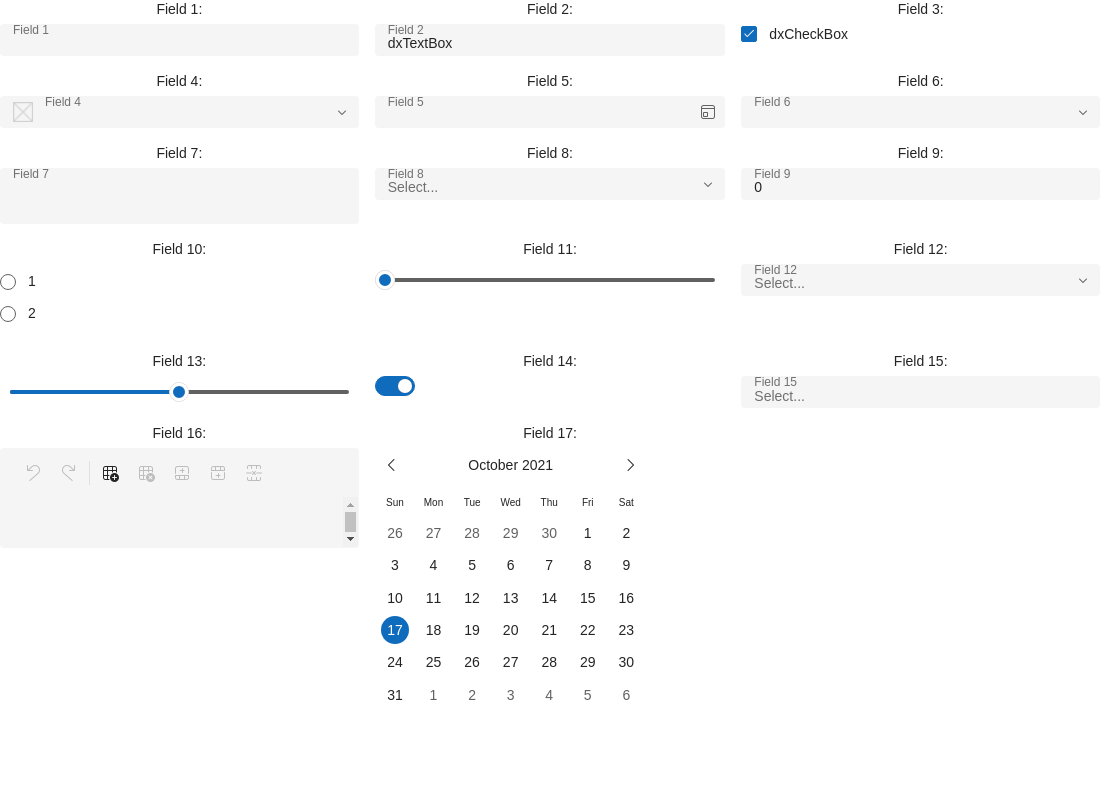 Field 1: Field 2: Field 3:
Field 1
Field 2
dxTextBox
dxCheckBox
Field 4: Field 5: Field 6:
Field 4 Field 5 Field 6
Field 7: Field 8: Field 9:
Field 7
Field 8
Select...
Field 9
0
Field 10: Field 11: Field 12:
1
2
Field 12
Select...
Field 13: Field 14: Field 15:
Field 15
Select...
Field 16: Field 17:
October 2021
Sun Mon Tue Wed Thu Fri Sat
26 27 28 29 30 1 2
3 4 5 6 7 8 9
10 11 12 13 14 15 16
17 18 19 20 21 22 23
24 25 26 27 28 29 30
31 1 2 3 4 5 6